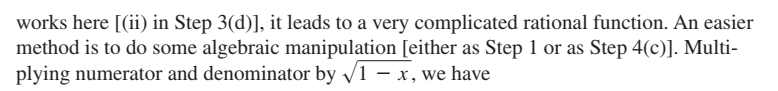 works here [(ii) in Step 3(d)], it leads to a very complicated rational function. An easier
method is to do some algebraic manipulation [either as Step 1 or as Step 4(c)]. Multi-
plying numerator and denominator by √(1 − x), we have